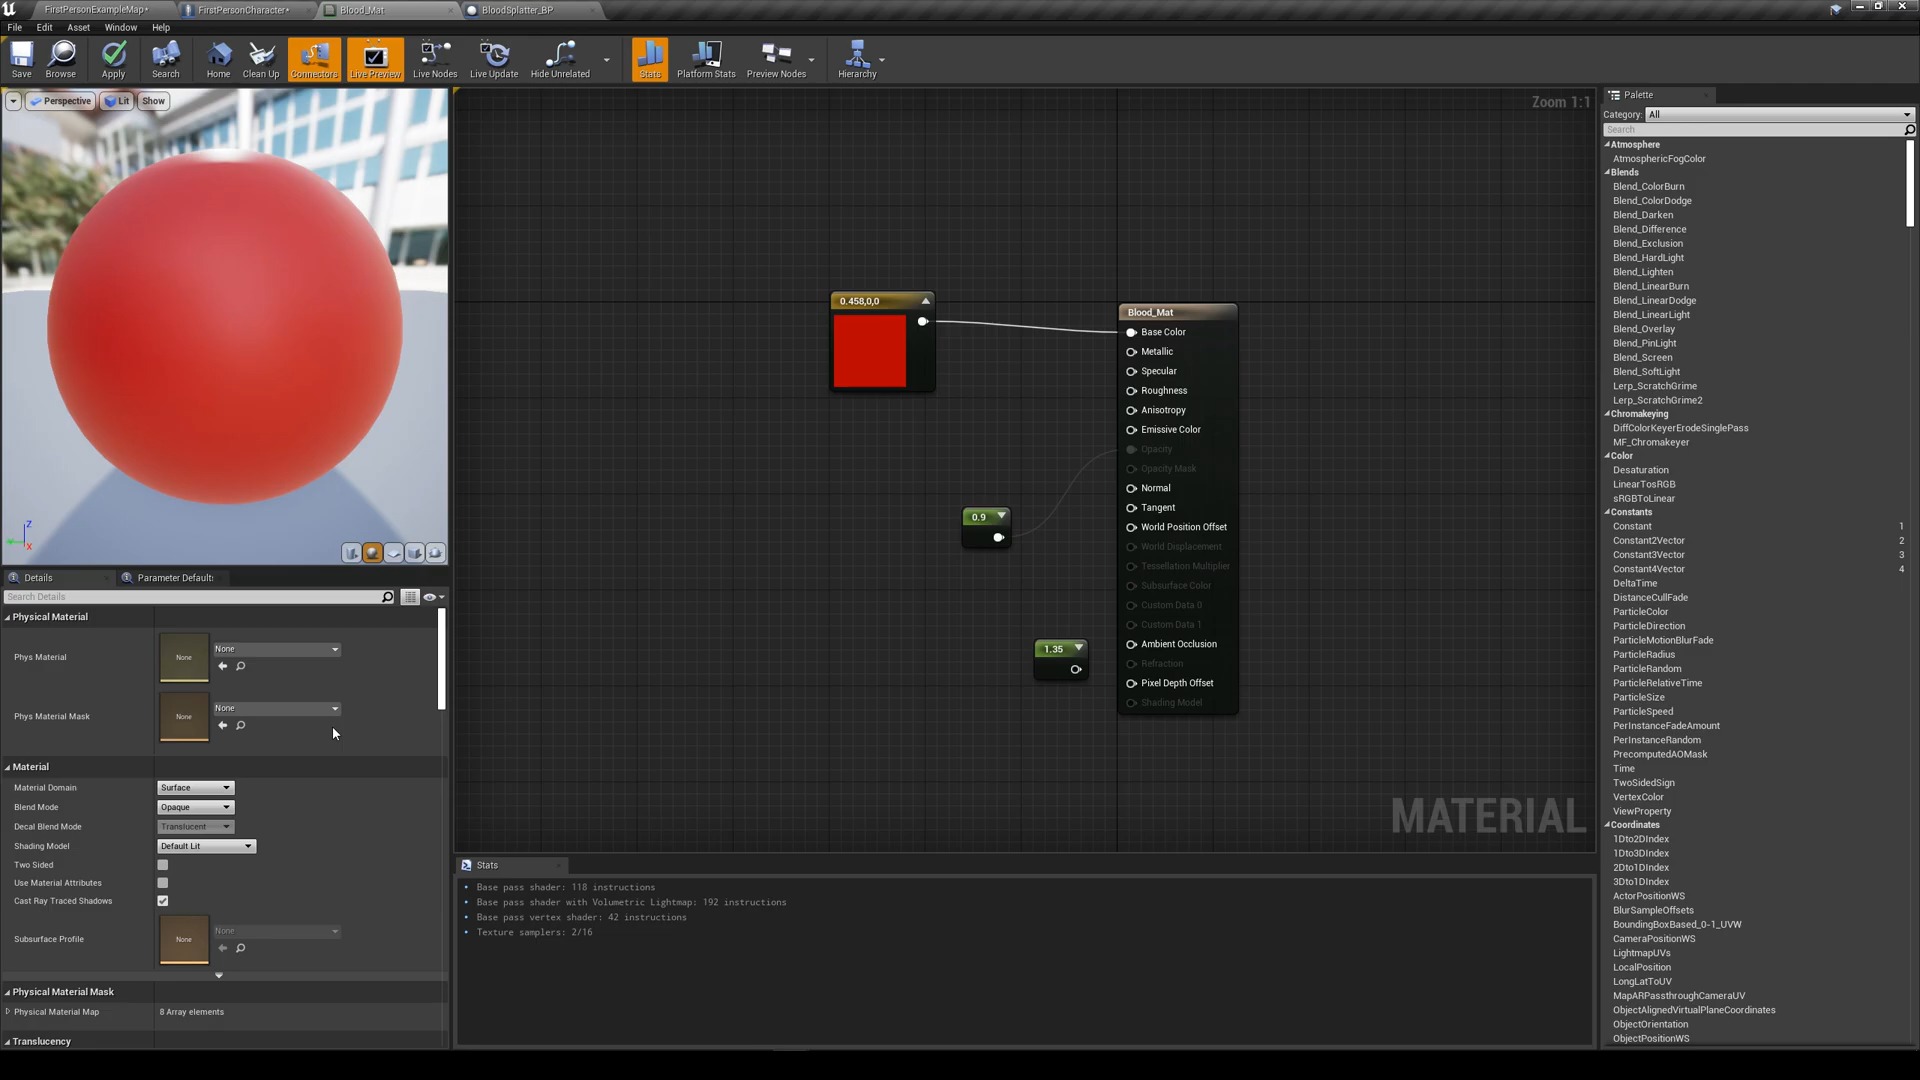 FirstPersonExampleMap*
FirstPersonCharacter*
Blood_Mat
BloodSplatter_BP
File Edit Asset Window Help
Save Browse Apply Search Home Clean Up Connectors Live Preview Live Nodes Live Update Hide Unrelated Stats Platform Stats Preview Nodes Hierarchy
Perspective Lit Show
Zoom 1:1
0.458,0,0
Blood_Mat
Base Color
Metallic
Specular
Roughness
Anisotropy
Emissive Color
Opacity
Opacity Mask
Normal
Tangent
World Position Offset
World Displacement
Tessellation Multiplier
Subsurface Color
Custom Data 0
Custom Data 1
Ambient Occlusion
Refraction
Pixel Depth Offset
Shading Model
0.9
1.35
MATERIAL
Z
X
Details
Parameter Defaults
Search Details
Physical Material
Phys Material
None
None
Phys Material Mask
None
None
Material
Material Domain Surface
Blend Mode Opaque
Decal Blend Mode Translucent
Shading Model Default Lit
Two Sided
Use Material Attributes
Cast Ray Traced Shadows
Subsurface Profile
None
None
Physical Material Mask
Physical Material Map 8 Array elements
Translucency
Stats
Base pass shader: 118 instructions
Base pass shader with Volumetric Lightmap: 192 instructions
Base pass vertex shader: 42 instructions
Texture samplers: 2/16
Palette
Category: All
Search
Atmosphere
AtmosphericFogColor
Blends
Blend_ColorBurn
Blend_ColorDodge
Blend_Darken
Blend_Difference
Blend_Exclusion
Blend_HardLight
Blend_Lighten
Blend_LinearBurn
Blend_LinearDodge
Blend_LinearLight
Blend_Overlay
Blend_PinLight
Blend_Screen
Blend_SoftLight
Lerp_ScratchGrime
Lerp_ScratchGrime2
Chromakeying
DiffColorKeyerErodeSinglePass
MF_Chromakeyer
Color
Desaturation
LinearTosRGB
sRGBToLinear
Constants
Constant 1
Constant2Vector 2
Constant3Vector 3
Constant4Vector 4
DeltaTime
DistanceCullFade
ParticleColor
ParticleDirection
ParticleMotionBlurFade
ParticleRadius
ParticleRandom
ParticleRelativeTime
ParticleSize
ParticleSpeed
PerInstanceFadeAmount
PerInstanceRandom
PrecomputedAOMask
Time
TwoSidedSign
VertexColor
ViewProperty
Coordinates
1Dto2DIndex
1Dto3DIndex
2Dto1DIndex
3Dto1DIndex
ActorPositionWS
BlurSampleOffsets
BoundingBoxBased_0-1_UVW
CameraPositionWS
LightmapUVs
LocalPosition
LongLatToUV
MapARPassthroughCameraUV
ObjectAlignedVirtualPlaneCoordinates
ObjectOrientation
ObjectPositionWS